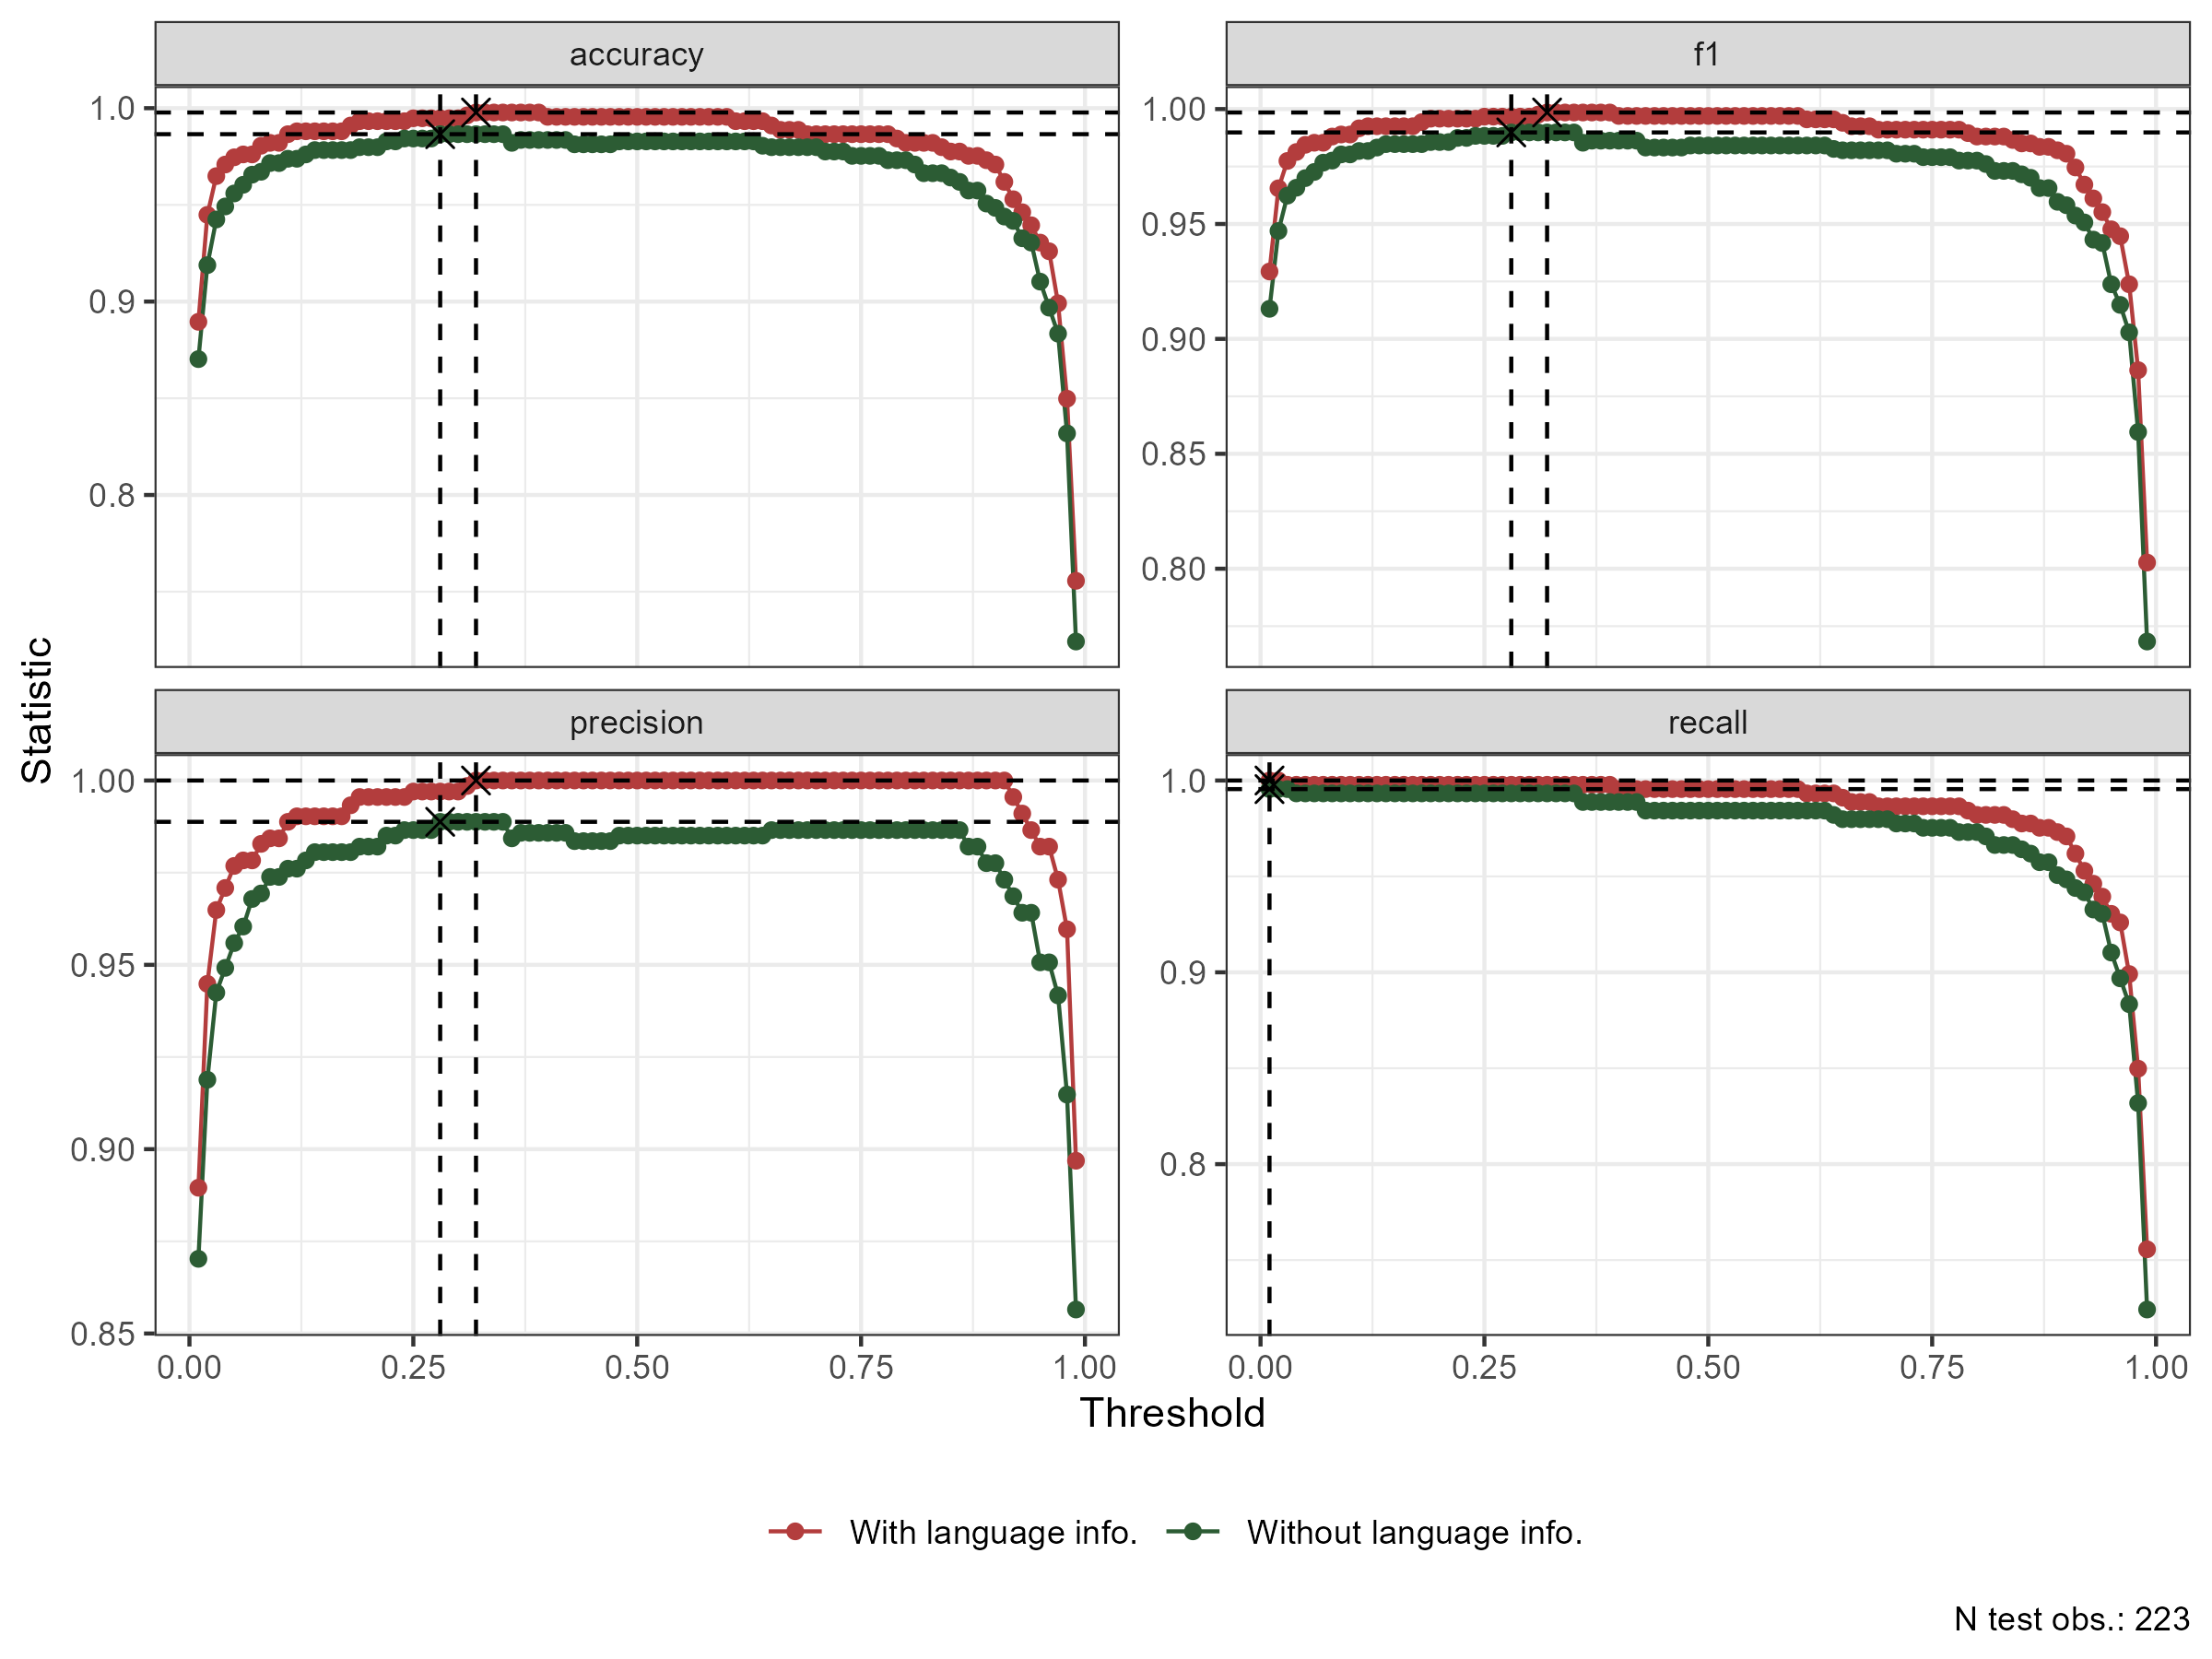 accuracy
f1
1.0
0.9
0.8
1.00
0.95
0.90
0.85
0.80
Statistic
precision
recall
1.00
0.95
0.90
0.85
1.0
0.9
0.8
0.00 0.25 0.50 0.75 1.00
0.00 0.25 0.50 0.75 1.00
Threshold
With language info. Without language info.
N test obs.: 223